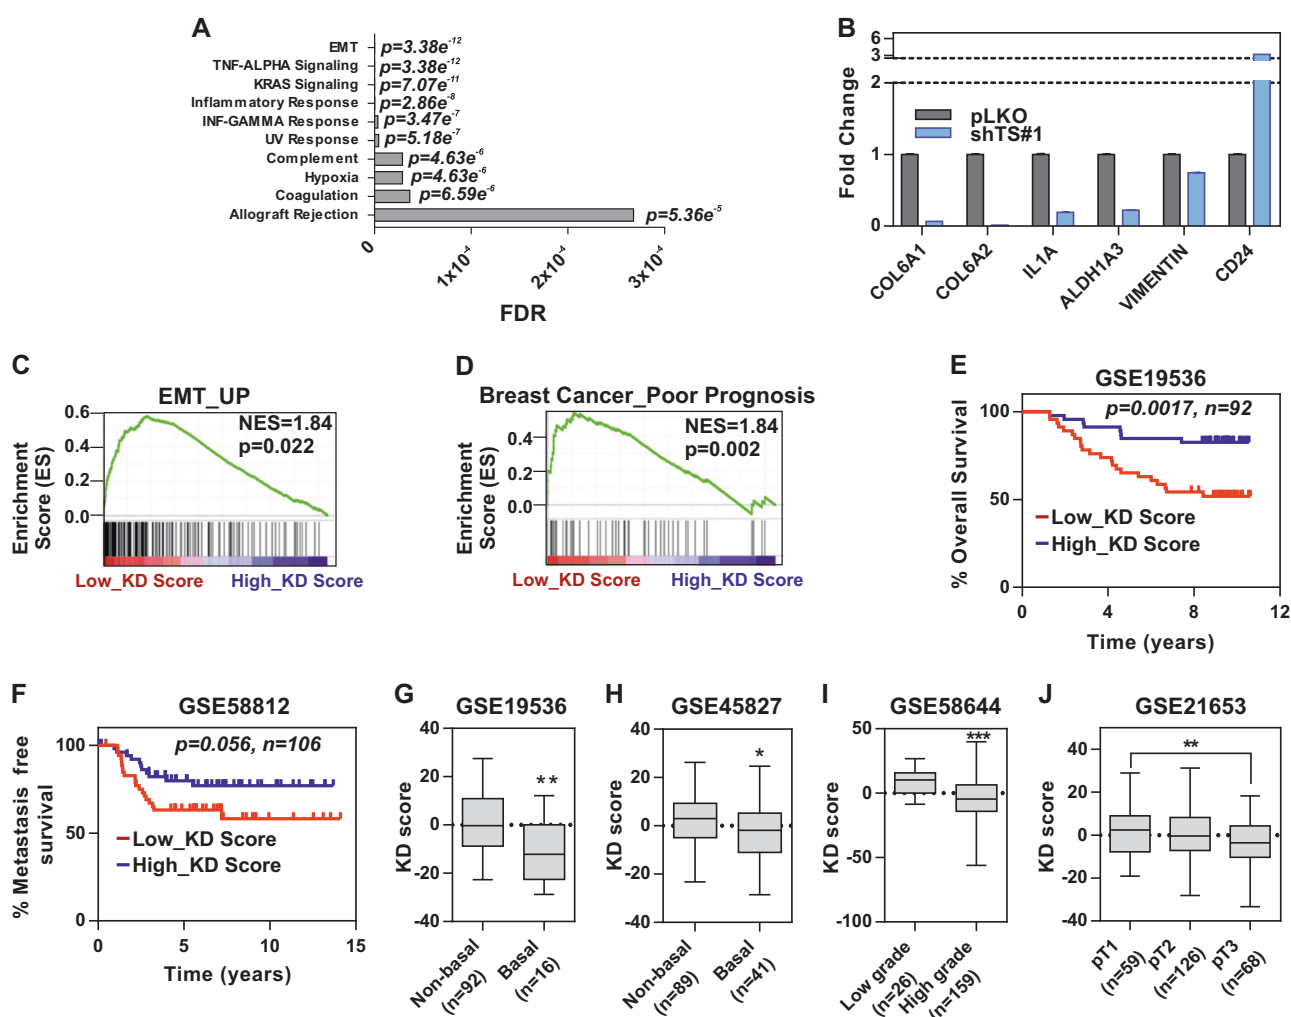 A
EMT p=3.38e-12
TNF-ALPHA Signaling p=3.38e-12
KRAS Signaling p=7.07e-11
Inflammatory Response p=2.86e-8
INF-GAMMA Response p=3.47e-7
UV Response p=5.18e-7
Complement p=4.63e-6
Hypoxia p=4.63e-6
Coagulation p=6.59e-6
Allograft Rejection p=5.36e-5
0 1x10-4 2x10-4 3x10-4
FDR
B
Fold Change
6
3
2
1
0
pLKO
shTS#1
COL6A1 COL6A2 IL1A ALDH1A3 VIMENTIN CD24
C
EMT_UP
NES=1.84
p=0.022
Enrichment
Score (ES)
0.6
0.4
0.2
0.0
Low_KD Score High_KD Score
D
Breast Cancer_Poor Prognosis
NES=1.84
p=0.002
Enrichment
Score (ES)
0.4
0.2
0.0
Low_KD Score High_KD Score
E
GSE19536
p=0.0017, n=92
% Overall Survival
100
50
0
Low_KD Score
High_KD Score
0 4 8 12
Time (years)
F
GSE58812
p=0.056, n=106
% Metastasis free
survival
100
50
0
Low_KD Score
High_KD Score
0 5 10 15
Time (years)
G
GSE19536
KD score
40
20
0
-20
-40
**
Non-basal
(n=92)
Basal
(n=16)
H
GSE45827
KD score
40
20
0
-20
-40
*
Non-basal
(n=89)
Basal
(n=41)
I
GSE58644
KD score
50
0
-50
-100
***
Low grade
(n=26)
High grade
(n=159)
J
GSE21653
KD score
40
20
0
-20
-40
**
pT1
(n=59)
pT2
(n=126)
pT3
(n=68)